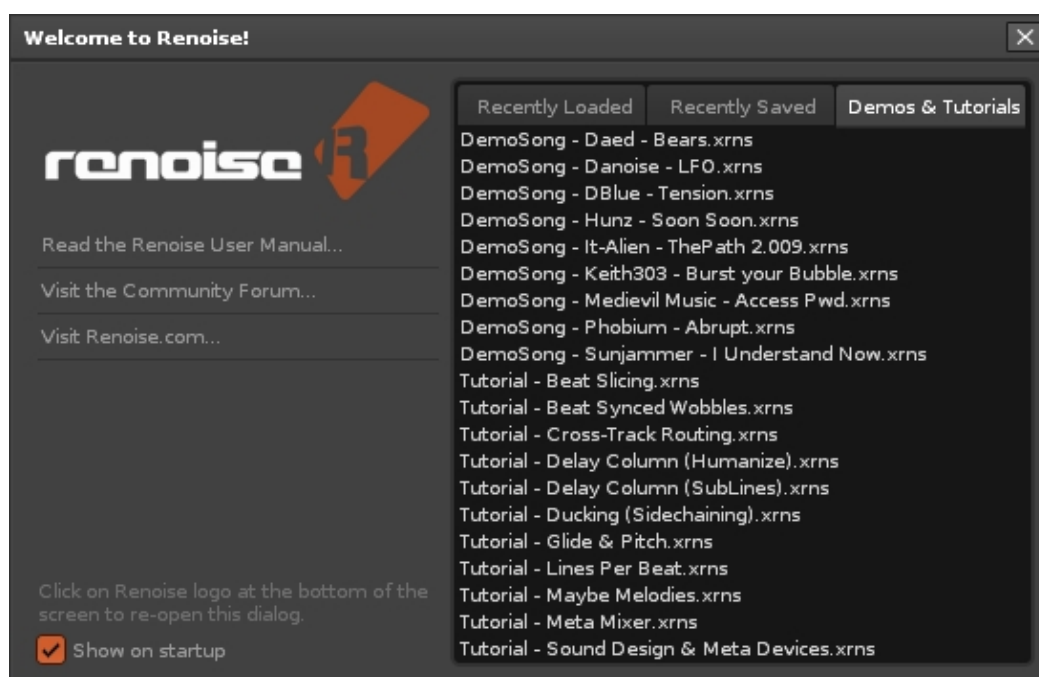 Welcome to Renoise!
renoise
Read the Renoise User Manual...
Visit the Community Forum...
Visit Renoise.com...
Click on Renoise logo at the bottom of the
screen to re-open this dialog.
Show on startup
Recently Loaded Recently Saved Demos & Tutorials
DemoSong - Daed - Bears.xrns
DemoSong - Danoise - LFO.xrns
DemoSong - DBlue - Tension.xrns
DemoSong - Hunz - Soon Soon.xrns
DemoSong - It-Alien - ThePath 2.009.xrns
DemoSong - Keith303 - Burst your Bubble.xrns
DemoSong - Medievil Music - Access Pwd.xrns
DemoSong - Phobium - Abrupt.xrns
DemoSong - Sunjammer - I Understand Now.xrns
Tutorial - Beat Slicing.xrns
Tutorial - Beat Synced Wobbles.xrns
Tutorial - Cross-Track Routing.xrns
Tutorial - Delay Column (Humanize).xrns
Tutorial - Delay Column (SubLines).xrns
Tutorial - Ducking (Sidechaining).xrns
Tutorial - Glide & Pitch.xrns
Tutorial - Lines Per Beat.xrns
Tutorial - Maybe Melodies.xrns
Tutorial - Meta Mixer.xrns
Tutorial - Sound Design & Meta Devices.xrns